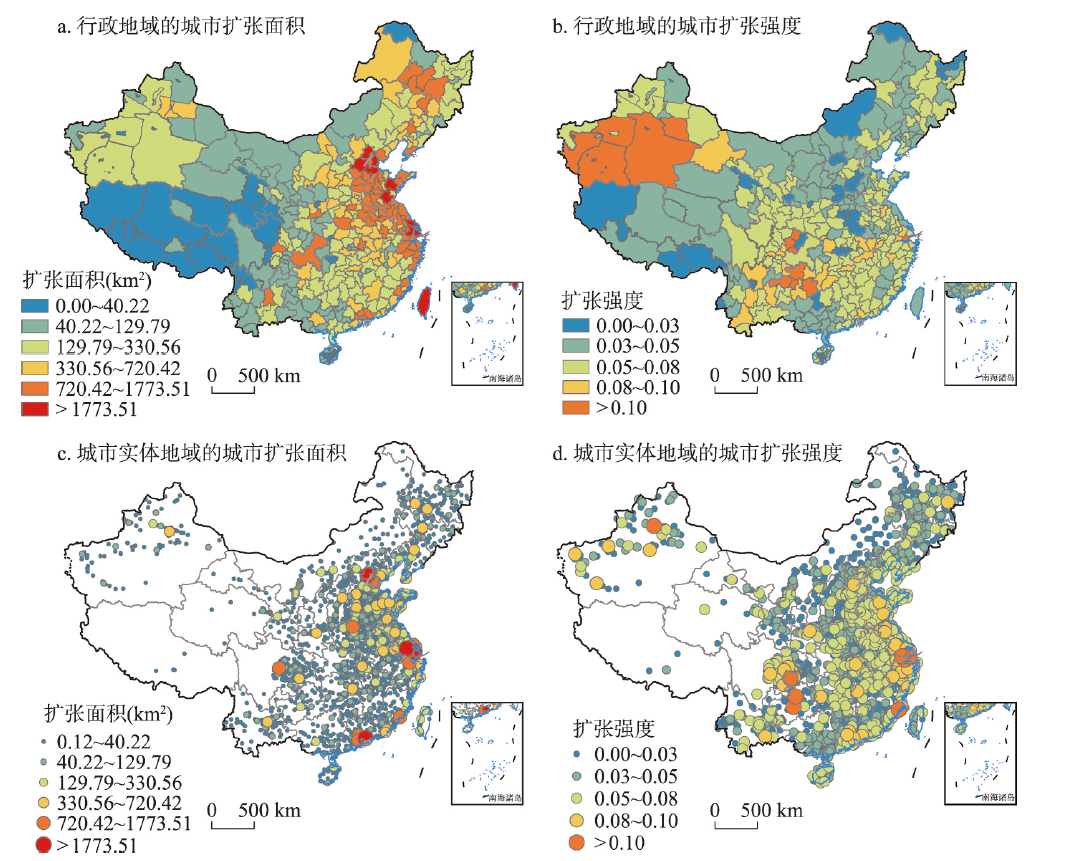 a. 行政地域的城市扩张面积
扩张面积(km²)
0.00~40.22
40.22~129.79
129.79~330.56
330.56~720.42
720.42~1773.51
>1773.51
0 500 km
南海诸岛
b. 行政地域的城市扩张强度
扩张强度
0.00~0.03
0.03~0.05
0.05~0.08
0.08~0.10
>0.10
0 500 km
南海诸岛
c. 城市实体地域的城市扩张面积
扩张面积(km²)
0.12~40.22
40.22~129.79
129.79~330.56
330.56~720.42
720.42~1773.51
>1773.51
0 500 km
南海诸岛
d. 城市实体地域的城市扩张强度
扩张强度
0.00~0.03
0.03~0.05
0.05~0.08
0.08~0.10
>0.10
0 500 km
南海诸岛